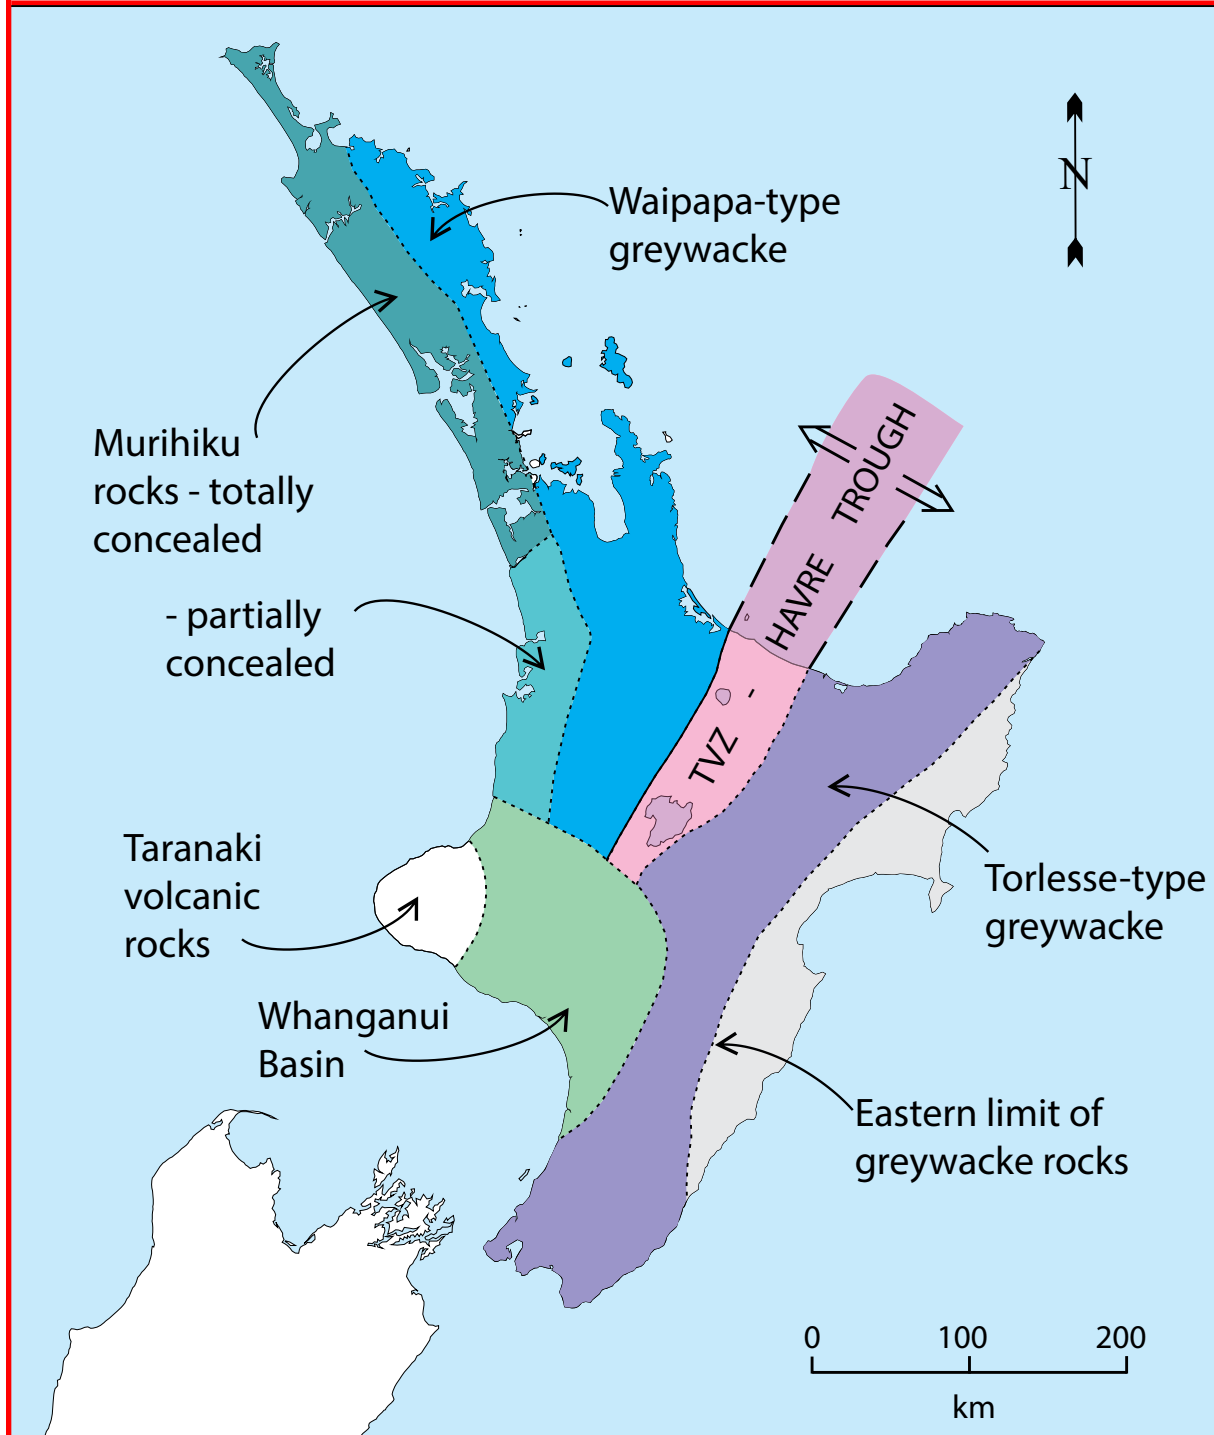 N
Waipapa-type
greywacke
Murihiku
rocks - totally
concealed
- partially
concealed
TVZ - HAVRE TROUGH
Taranaki
volcanic
rocks
Torlesse-type
greywacke
Whanganui
Basin
Eastern limit of
greywacke rocks
0 100 200
km